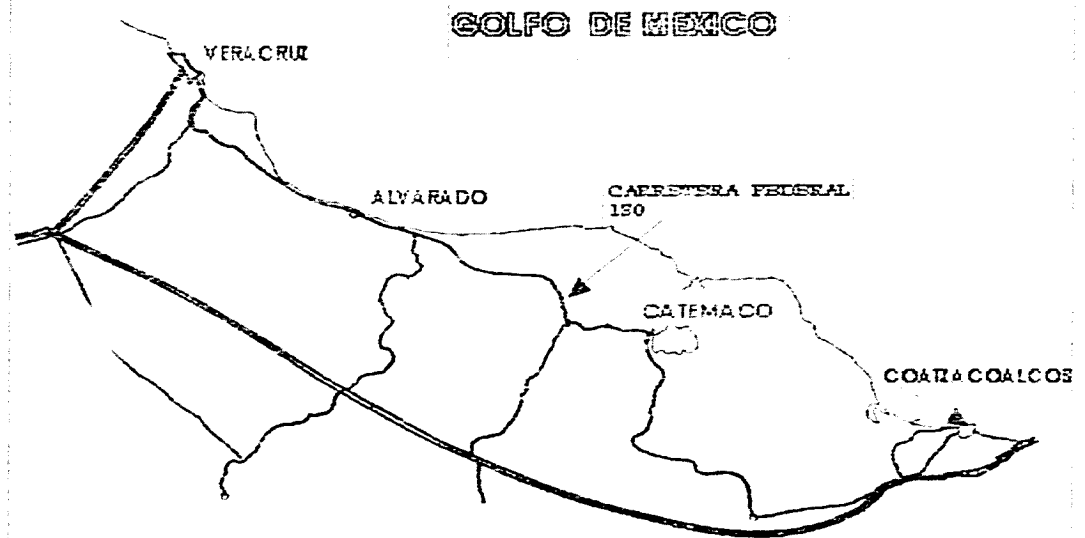 GOLFO DE MEXICO
VERACRUZ
ALVARADO
CARRETERA FEDERAL
180
CATEMACO
COATZACOALCOS